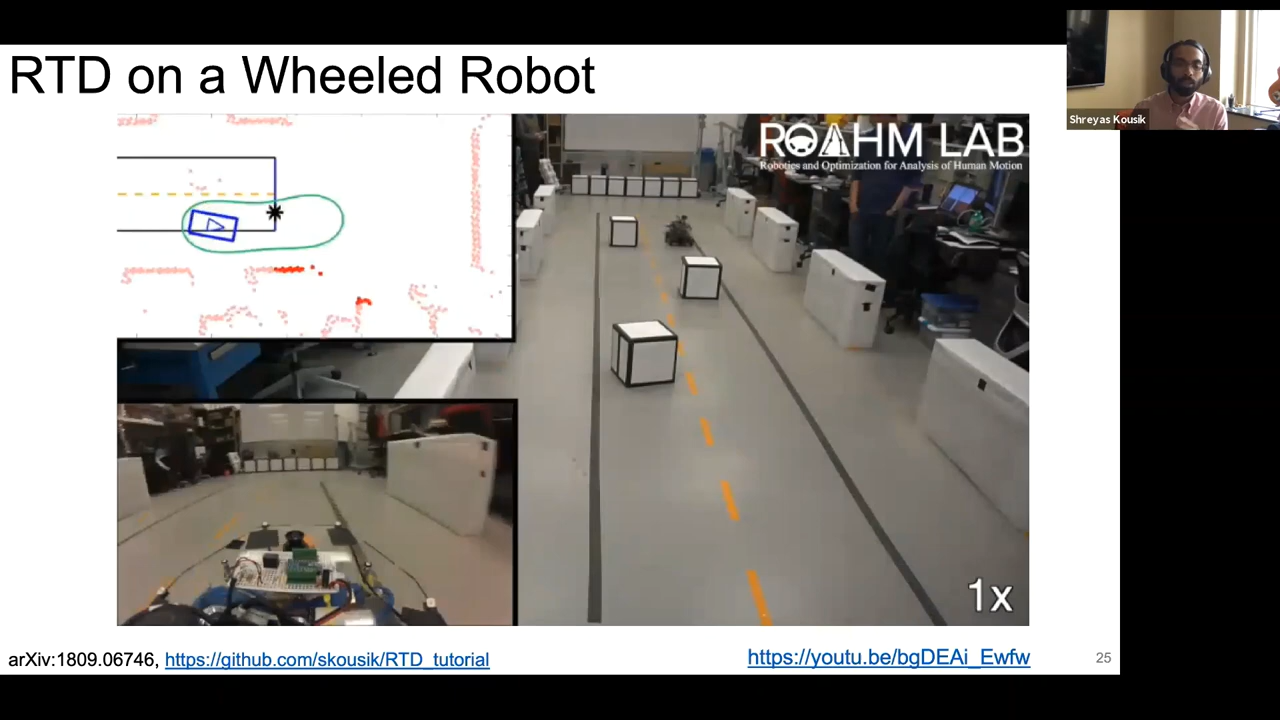 RTD on a Wheeled Robot
Shreyas Kousik
ROAHM LAB
Robotics and Optimization for Analysis of Human Motion
1x
arXiv:1809.06746, https://github.com/skousik/RTD_tutorial
https://youtu.be/bgDEAi_Ewfw
25